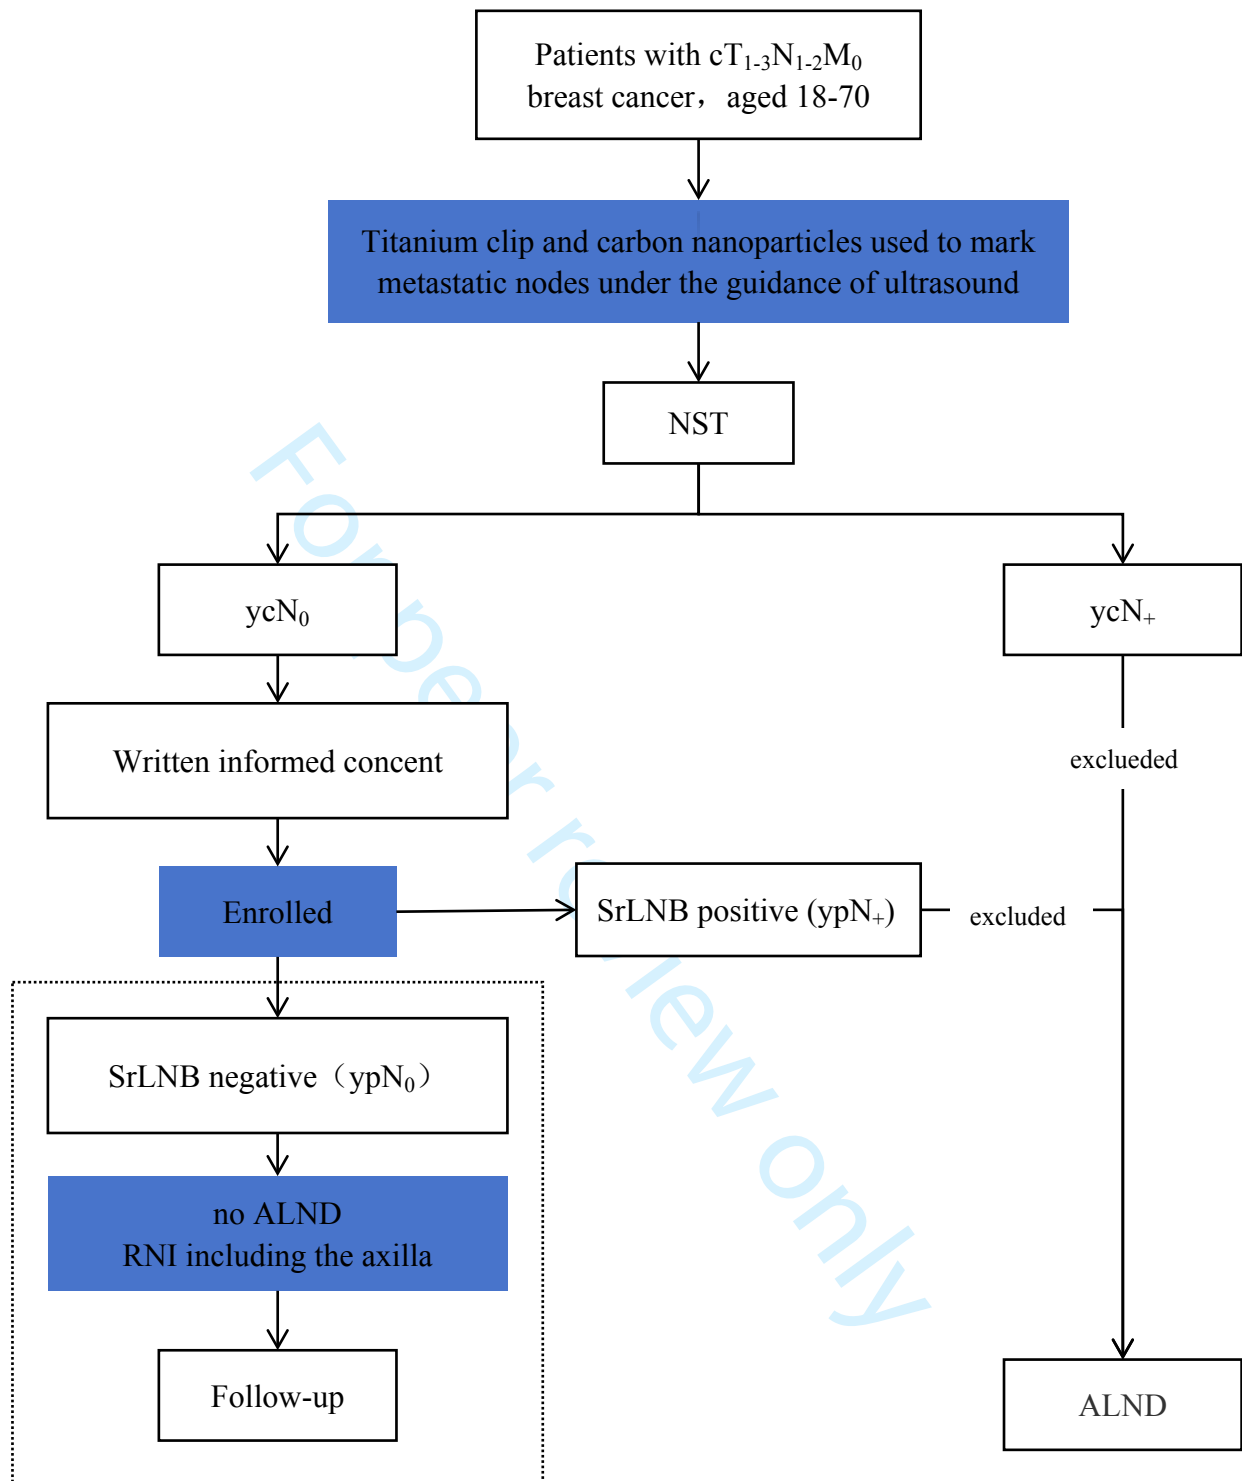 Patients with cT₁₋₃N₁₋₂M₀
breast cancer，aged 18-70
Titanium clip and carbon nanoparticles used to mark
metastatic nodes under the guidance of ultrasound
NST
ycN₀
ycN₊
Written informed concent
exclueded
Enrolled
SrLNB positive (ypN₊)
excluded
SrLNB negative（ypN₀）
no ALND
RNI including the axilla
Follow-up
ALND
For peer review only